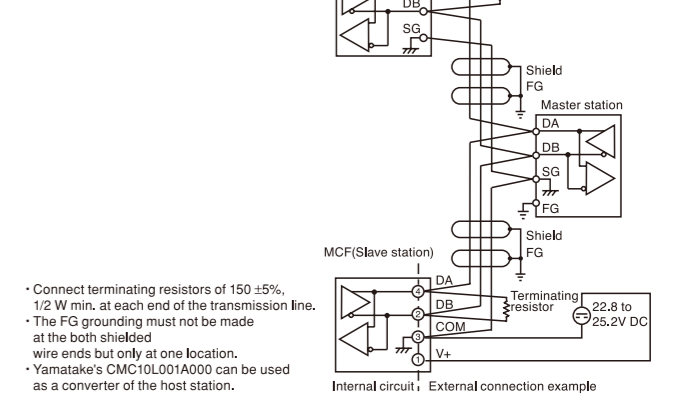 DB
SG
Shield
FG
Master station
DA
DB
SG
FG
Shield
FG
MCF(Slave station)
DA
4
DB
2
COM
3
V+
1
Terminating
resistor
22.8 to
25.2V DC
Internal circuit
External connection example
・Connect terminating resistors of 150 ±5%,
1/2 W min. at each end of the transmission line.
・The FG grounding must not be made
at the both shielded
wire ends but only at one location.
・Yamatake's CMC10L001A000 can be used
as a converter of the host station.